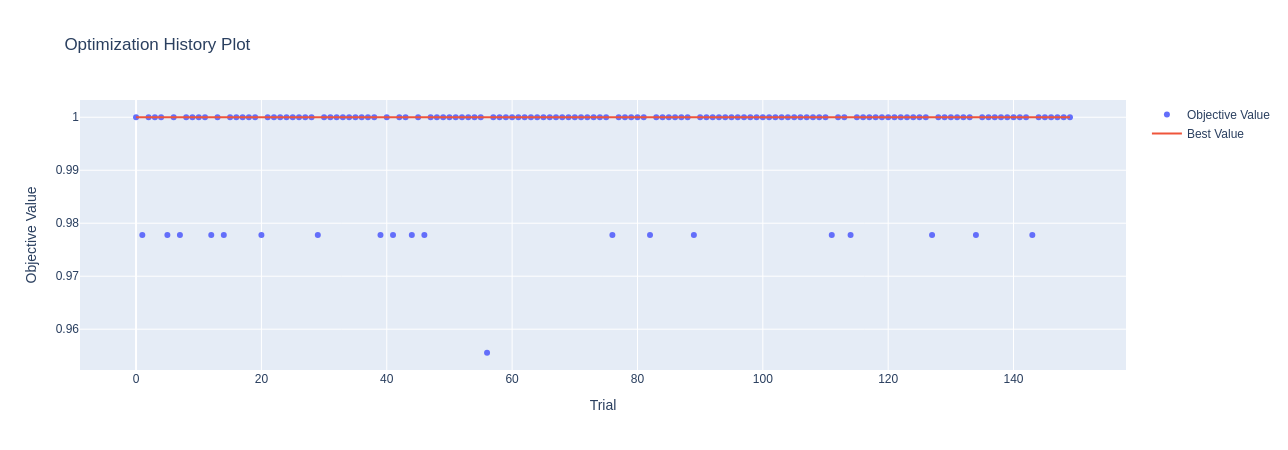 Optimization History Plot
1
0.99
0.98
0.97
0.96
Objective Value
0 20 40 60 80 100 120 140
Trial
Objective Value
Best Value